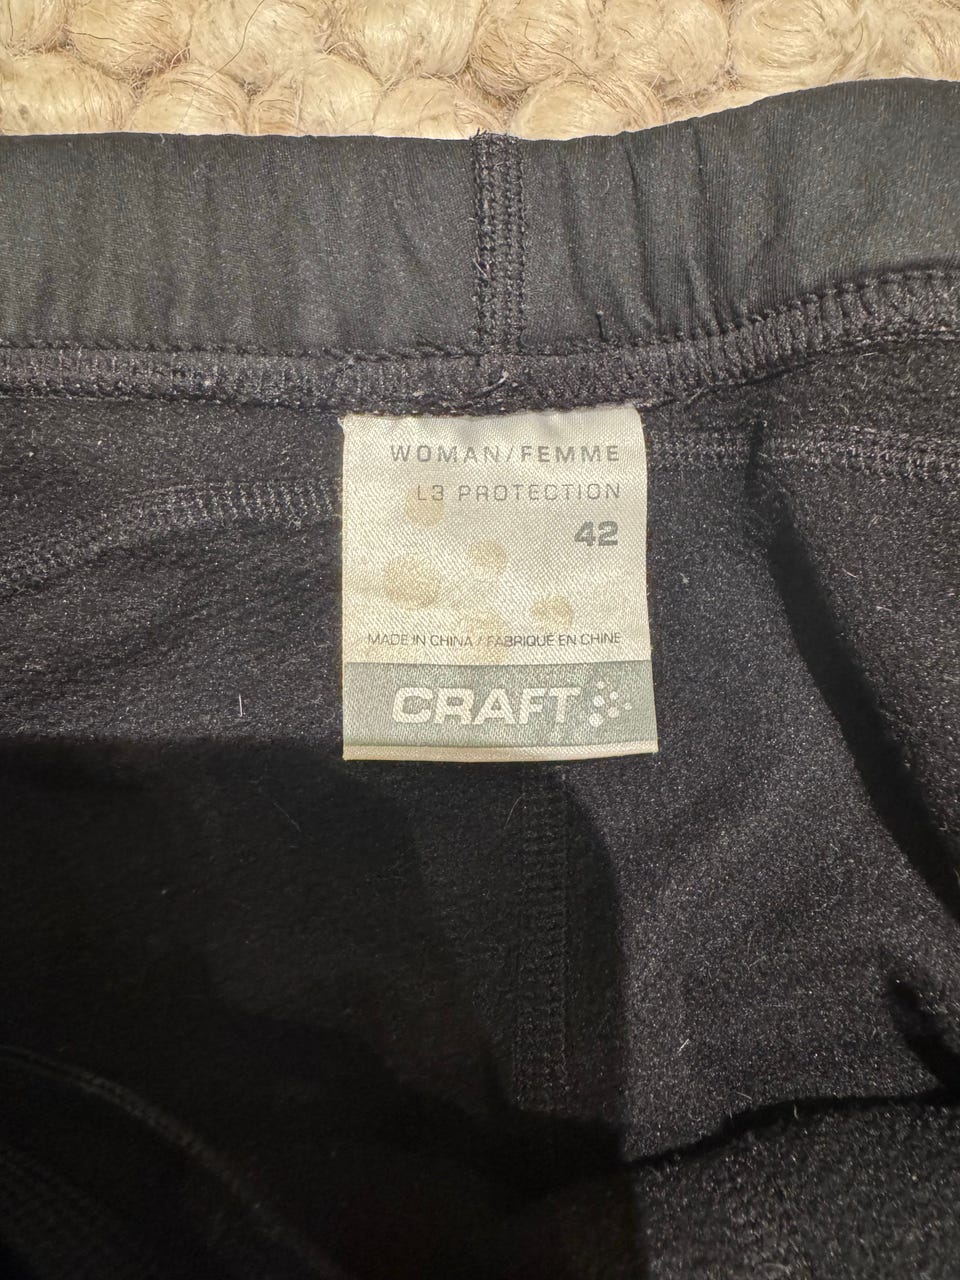 WOMAN/FEMME
L3 PROTECTION
42
MADE IN CHINA / FABRIQUÉ EN CHINE
CRAFT